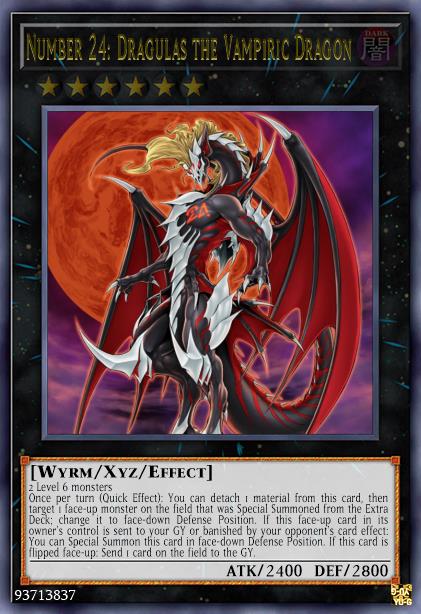 Number 24: Dragulas the Vampiric Dragon
DARK
闇
24
[Wyrm/Xyz/Effect]
2 Level 6 monsters
Once per turn (Quick Effect): You can detach 1 material from this card, then
target 1 face-up monster on the field that was Special Summoned from the Extra
Deck; change it to face-down Defense Position. If this face-up card in its
owner's control is sent to your GY or banished by your opponent's card effect:
You can Special Summon this card in face-down Defense Position. If this card is
flipped face-up: Send 1 card on the field to the GY.
ATK/2400 DEF/2800
93713837